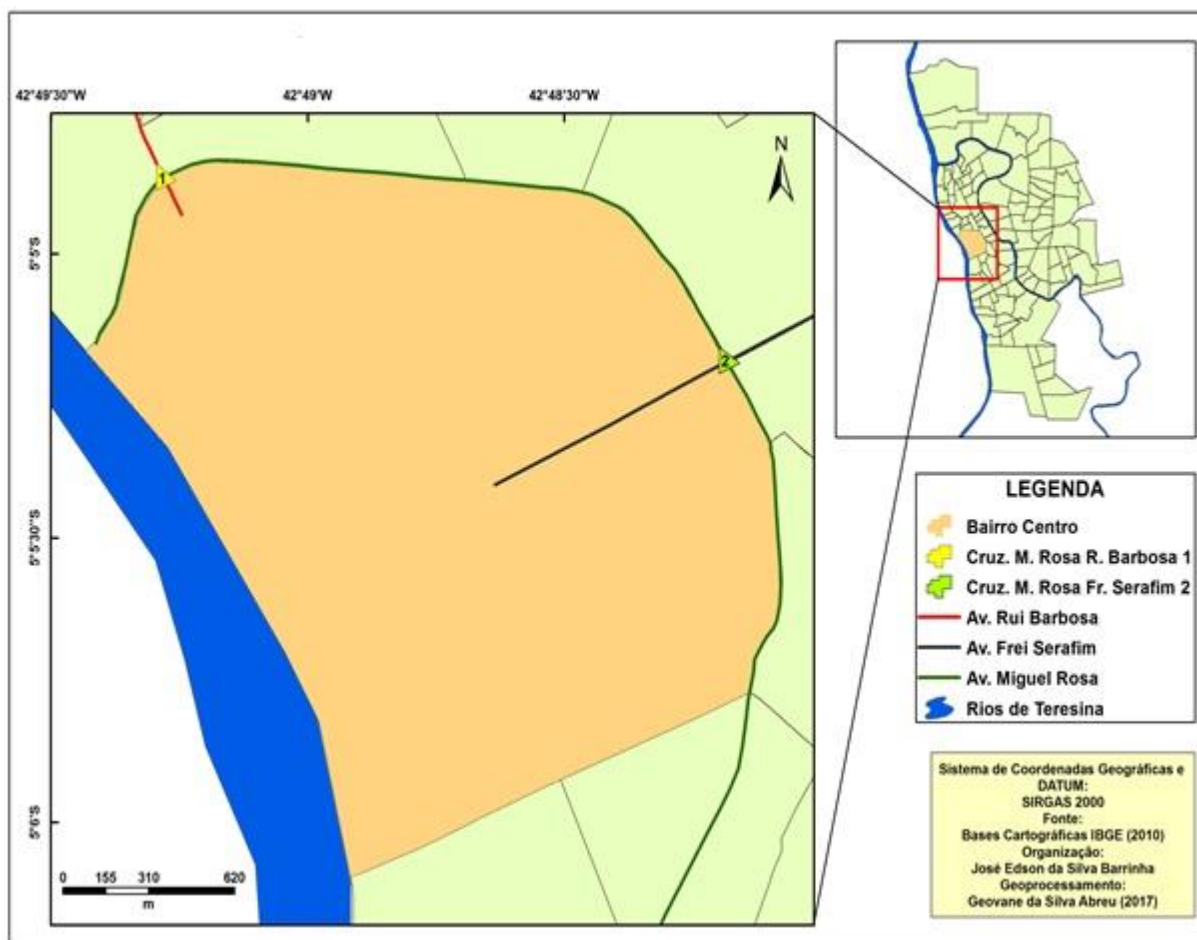 42°49'30"W
42°49'W
42°48'30"W
N
5°5'S
5°5'30"S
5°6'S
1
2
0 155 310 620
m
LEGENDA
Bairro Centro
Cruz. M. Rosa R. Barbosa 1
Cruz. M. Rosa Fr. Serafim 2
Av. Rui Barbosa
Av. Frei Serafim
Av. Miguel Rosa
Rios de Teresina
Sistema de Coordenadas Geográficas e
DATUM:
SIRGAS 2000
Fonte:
Bases Cartográficas IBGE (2010)
Organização:
José Edson da Silva Barrinha
Geoprocessamento:
Geovane da Silva Abreu (2017)